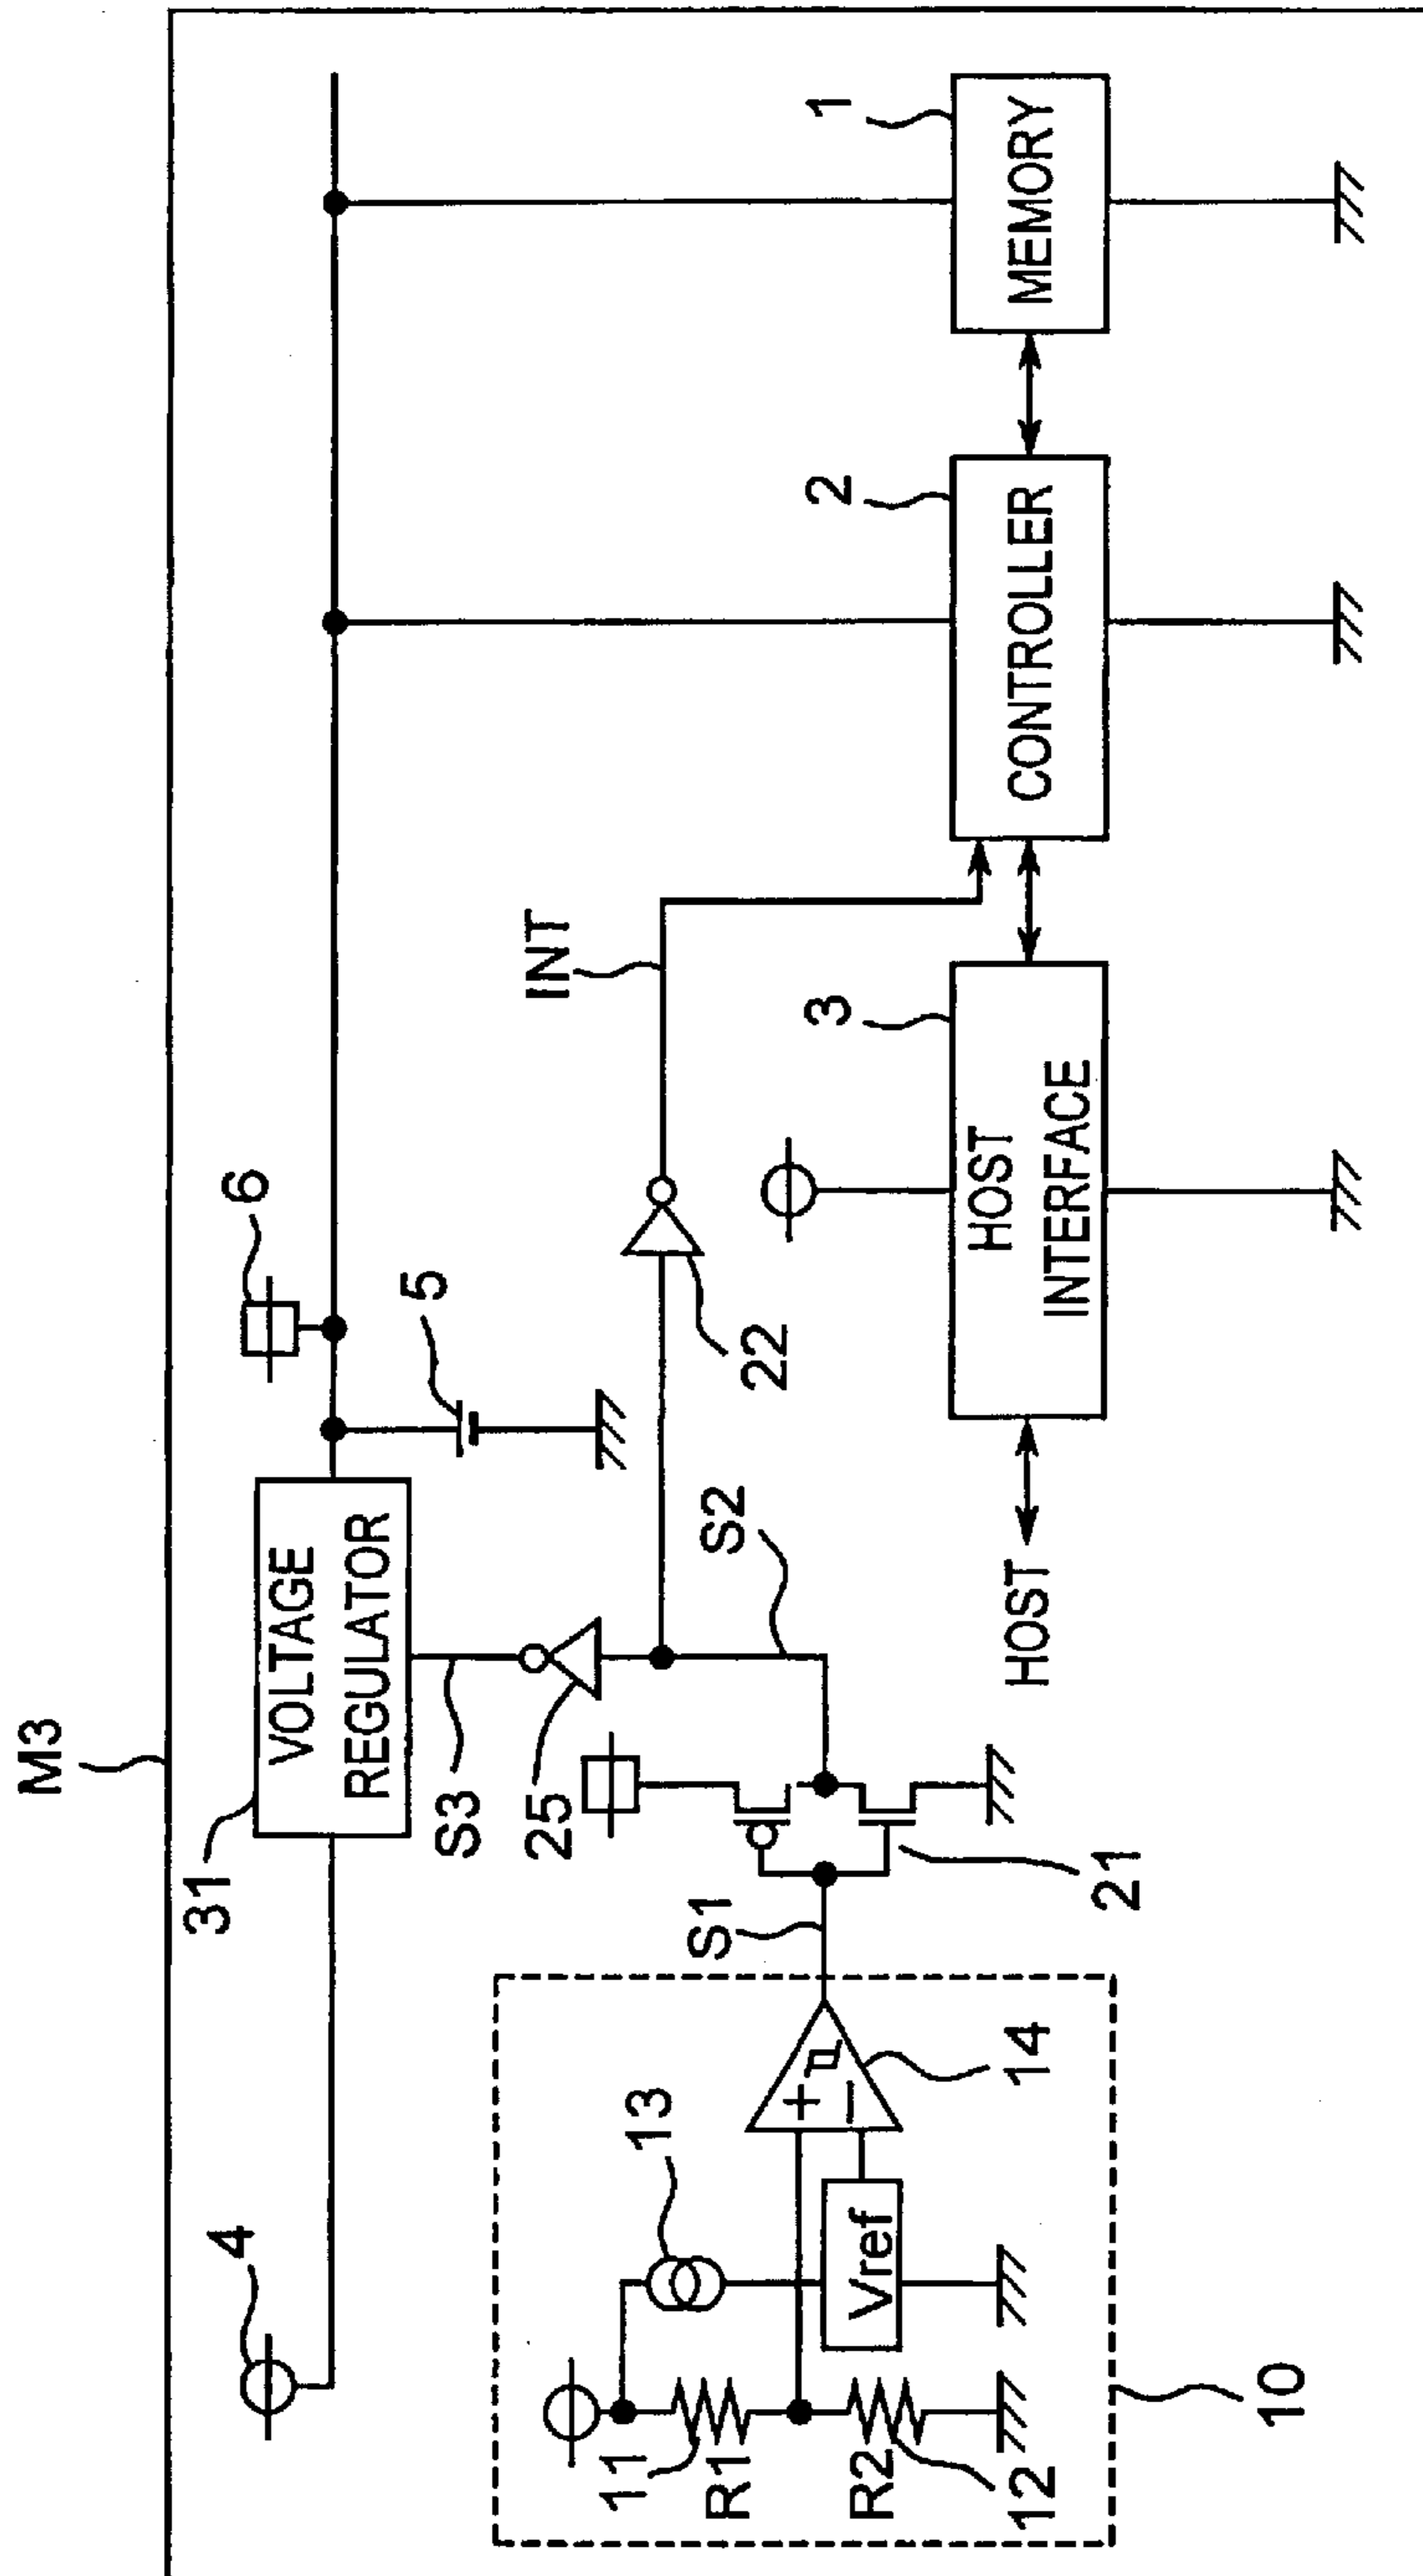 M3
4
31
VOLTAGE
REGULATOR
6
5
S3
25
S2
22
INT
S1
21
13
14
+
−
Vref
11
R1
R2
12
10
HOST
3
HOST
INTERFACE
2
CONTROLLER
1
MEMORY